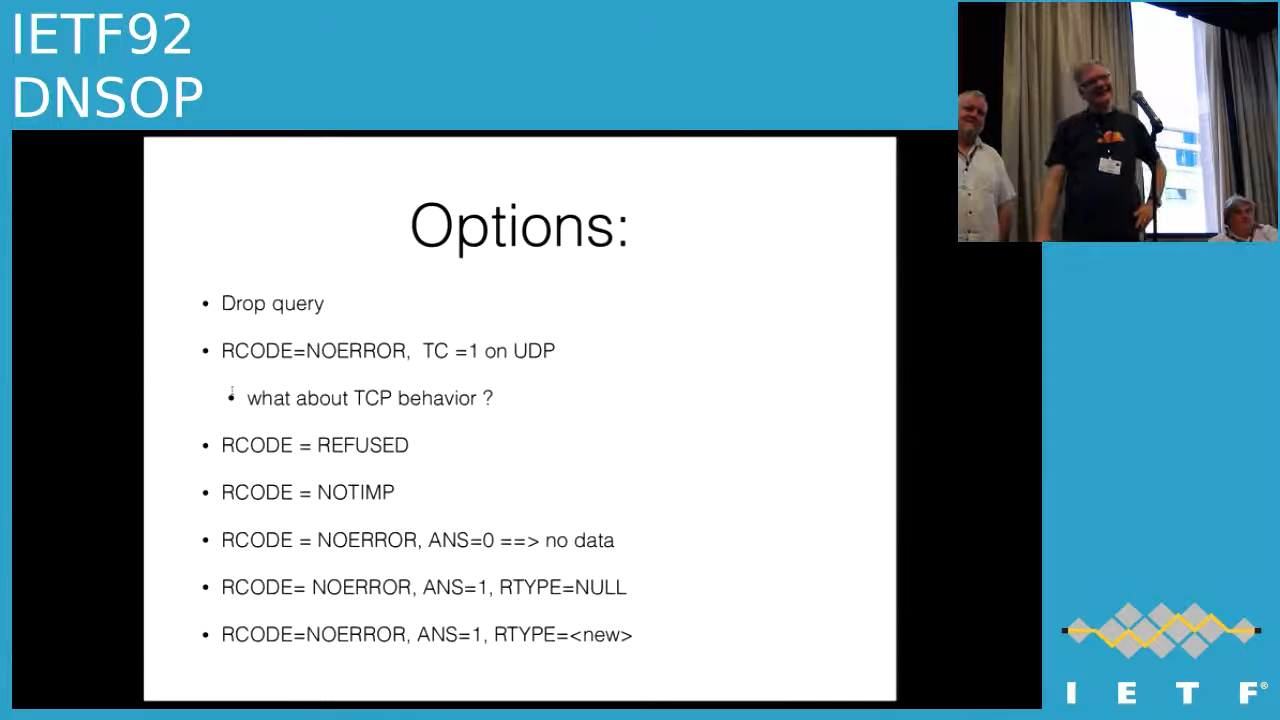 IETF92
DNSOP
Options:
• Drop query
• RCODE=NOERROR, TC =1 on UDP
• what about TCP behavior ?
• RCODE = REFUSED
• RCODE = NOTIMP
• RCODE = NOERROR, ANS=0 ==> no data
• RCODE= NOERROR, ANS=1, RTYPE=NULL
• RCODE=NOERROR, ANS=1, RTYPE=<new>
I E T F®